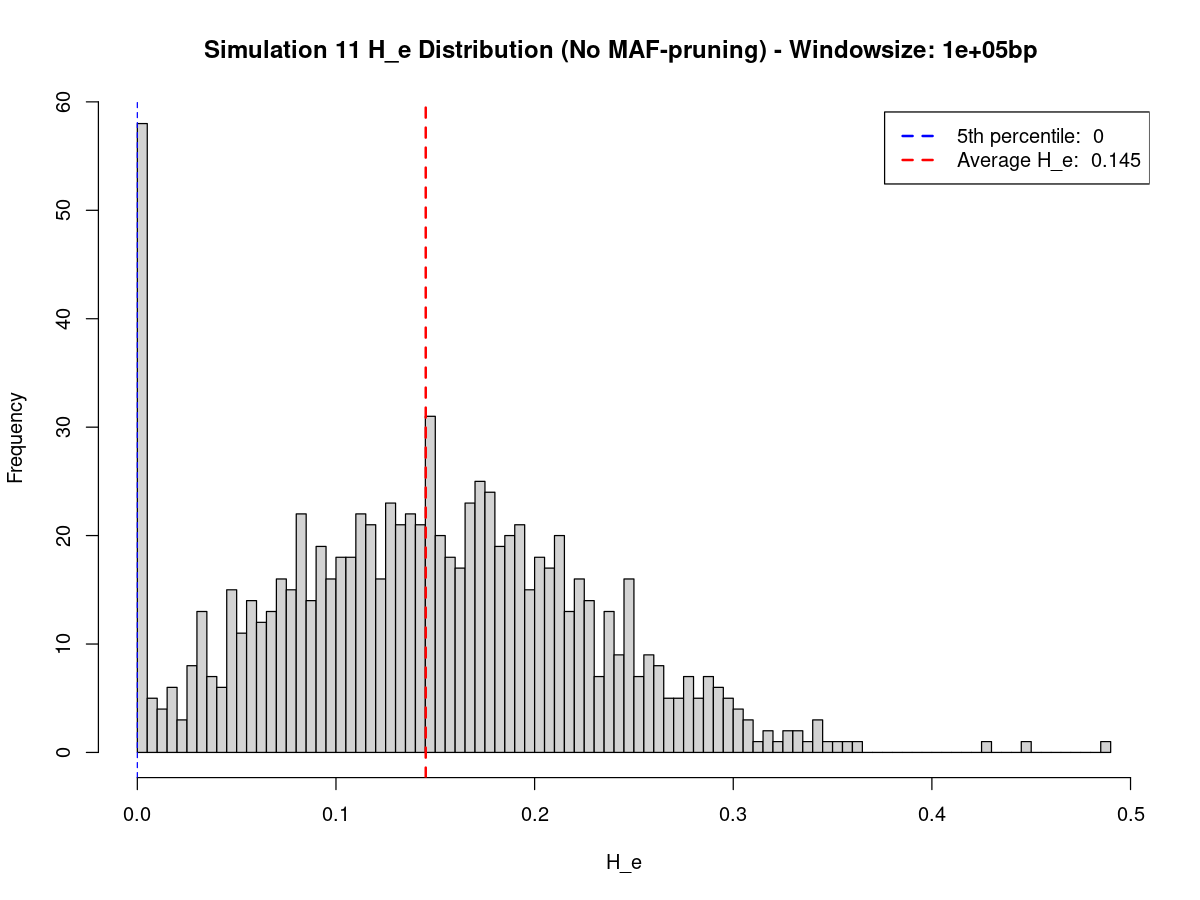 Simulation 11 H_e Distribution (No MAF-pruning) - Windowsize: 1e+05bp
5th percentile: 0
Average H_e: 0.145
Frequency
60
50
40
30
20
10
0
0.0 0.1 0.2 0.3 0.4 0.5
H_e